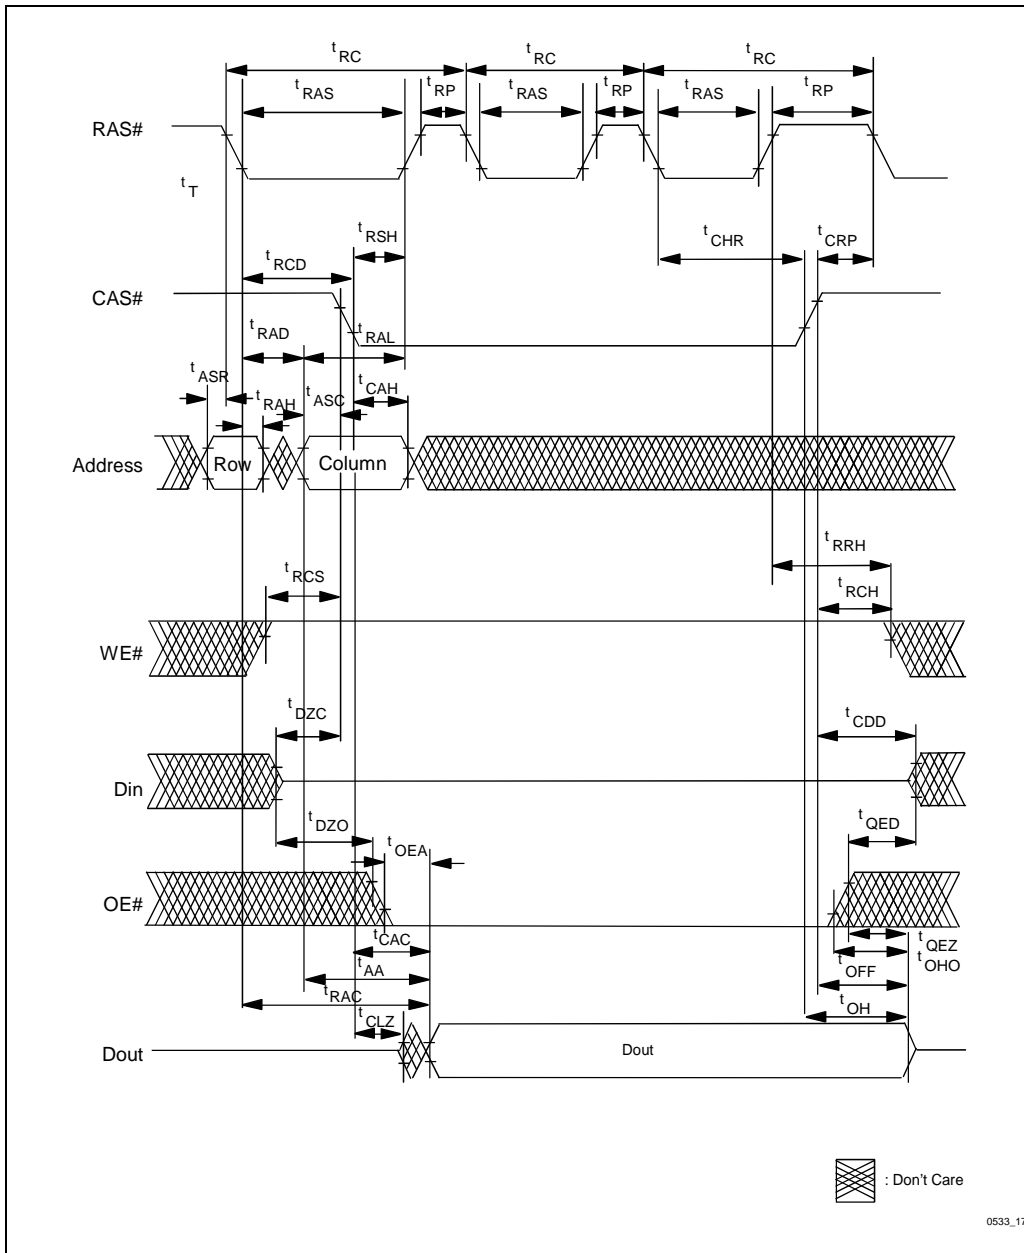 tRC tRC tRC
tRAS tRP tRAS tRP tRAS tRP
RAS#
tT
tRSH tCHR tCRP
tRCD
CAS#
tRAD tRAL
tASR tRAH tASC tCAH
Address Row Column
tRRH
tRCS tRCH
WE#
tDZC tCDD
Din
tDZO tQED
tOEA
OE#
tCAC tQEZ
tAA tOFF tOHO
tRAC
tCLZ tOH
Dout Dout
: Don't Care
0533_17